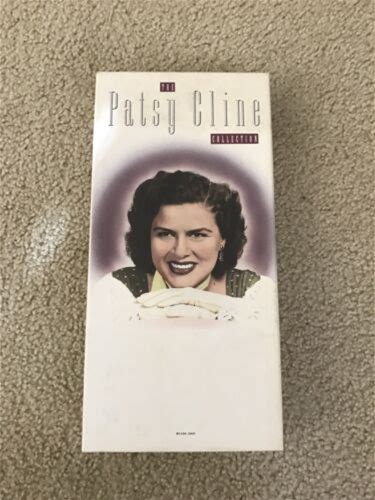 THE
Patsy Cline
COLLECTION